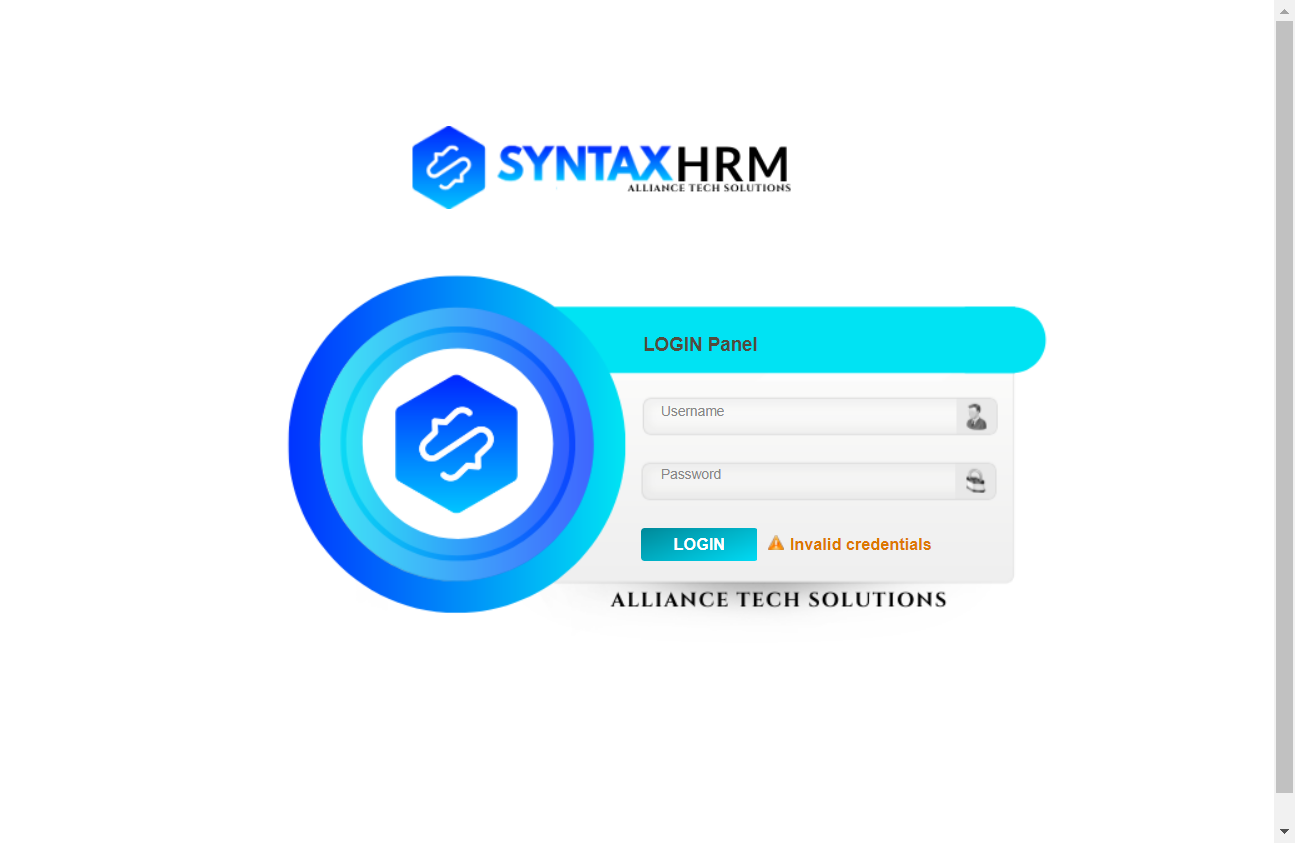 SYNTAXHRM
ALLIANCE TECH SOLUTIONS
LOGIN Panel
Username
Password
LOGIN
Invalid credentials
ALLIANCE TECH SOLUTIONS